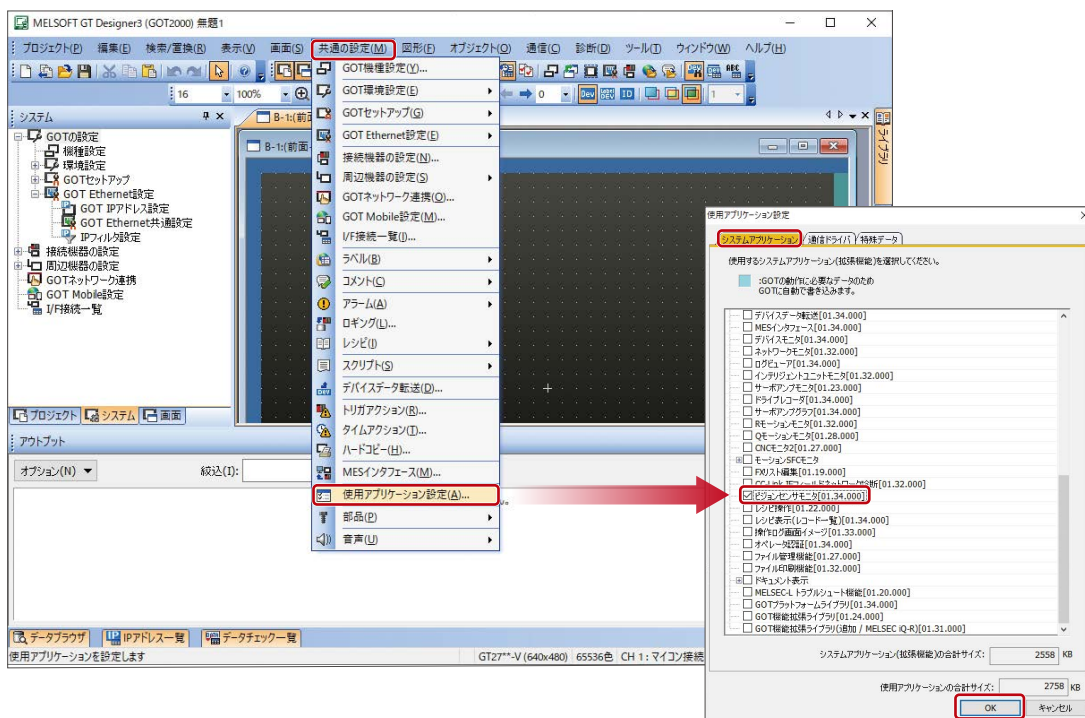 MELSOFT GT Designer3 (GOT2000) 無題1
プロジェクト(P) 編集(E) 検索/置換(R) 表示(V) 画面(S) 共通の設定(M) 図形(F) オブジェクト(O) 通信(C) 診断(D) ツール(T) ウィンドウ(W) ヘルプ(H)
16 100% 0 Dev ID 1
システム
GOTの設定
機種設定
環境設定
GOTセットアップ
GOT Ethernet設定
GOT IPアドレス設定
GOT Ethernet共通設定
IPフィルタ設定
接続機器の設定
周辺機器の設定
GOTネットワーク連携
GOT Mobile設定
I/F接続一覧
プロジェクト システム 画面
B-1:(前面
B-1:(前面
ライブラリ
GOT機種設定(Y)...
GOT環境設定(E)
GOTセットアップ(G)
GOT Ethernet設定(E)
接続機器の設定(N)...
周辺機器の設定(S)
GOTネットワーク連携(O)...
GOT Mobile設定(M)...
I/F接続一覧(I)...
ラベル(B)
コメント(C)
アラーム(A)
ロギング(L)...
レシピ(I)
スクリプト(S)
デバイスデータ転送(D)...
トリガアクション(R)...
タイムアクション(T)...
ハードコピー(H)...
MESインタフェース(M)...
使用アプリケーション設定(A)...
部品(P)
音声(U)
アウトプット
オプション(N) 絞込(I):
データブラウザ IPアドレス一覧 データチェック一覧
使用アプリケーションを設定します GT27**-V (640x480) 65536色 CH 1 : マイコン接続
使用アプリケーション設定
システムアプリケーション 通信ドライバ 特殊データ
使用するシステムアプリケーション(拡張機能)を選択してください。
:GOTの動作に必要なデータのため
GOTに自動で書き込みます。
デバイスデータ転送[01.34.000]
MESインタフェース[01.34.000]
デバイスモニタ[01.34.000]
ネットワークモニタ[01.32.000]
ログビューア[01.34.000]
インテリジェントユニットモニタ[01.32.000]
サーボアンプモニタ[01.23.000]
ドライブレコーダ[01.34.000]
サーボアンプグラフ[01.34.000]
Rモーションモニタ[01.32.000]
Qモーションモニタ[01.28.000]
CNCモニタ2[01.27.000]
モーションSFCモニタ
FXリスト編集[01.19.000]
CC-Link IEフィールドネットワーク診断[01.32.000]
ビジョンセンサモニタ[01.34.000]
レシピ操作[01.22.000]
レシピ表示(レコード一覧)[01.34.000]
操作ログ画面イメージ[01.33.000]
オペレータ認証[01.34.000]
ファイル管理機能[01.27.000]
ファイル印刷機能[01.32.000]
ドキュメント表示
MELSEC-L トラブルシュート機能[01.20.000]
GOTプラットフォームライブラリ[01.34.000]
GOT機能拡張ライブラリ[01.24.000]
GOT機能拡張ライブラリ(追加 / MELSEC iQ-R)[01.31.000]
システムアプリケーション(拡張機能)の合計サイズ: 2558 KB
使用アプリケーションの合計サイズ: 2758 KB
OK キャンセル